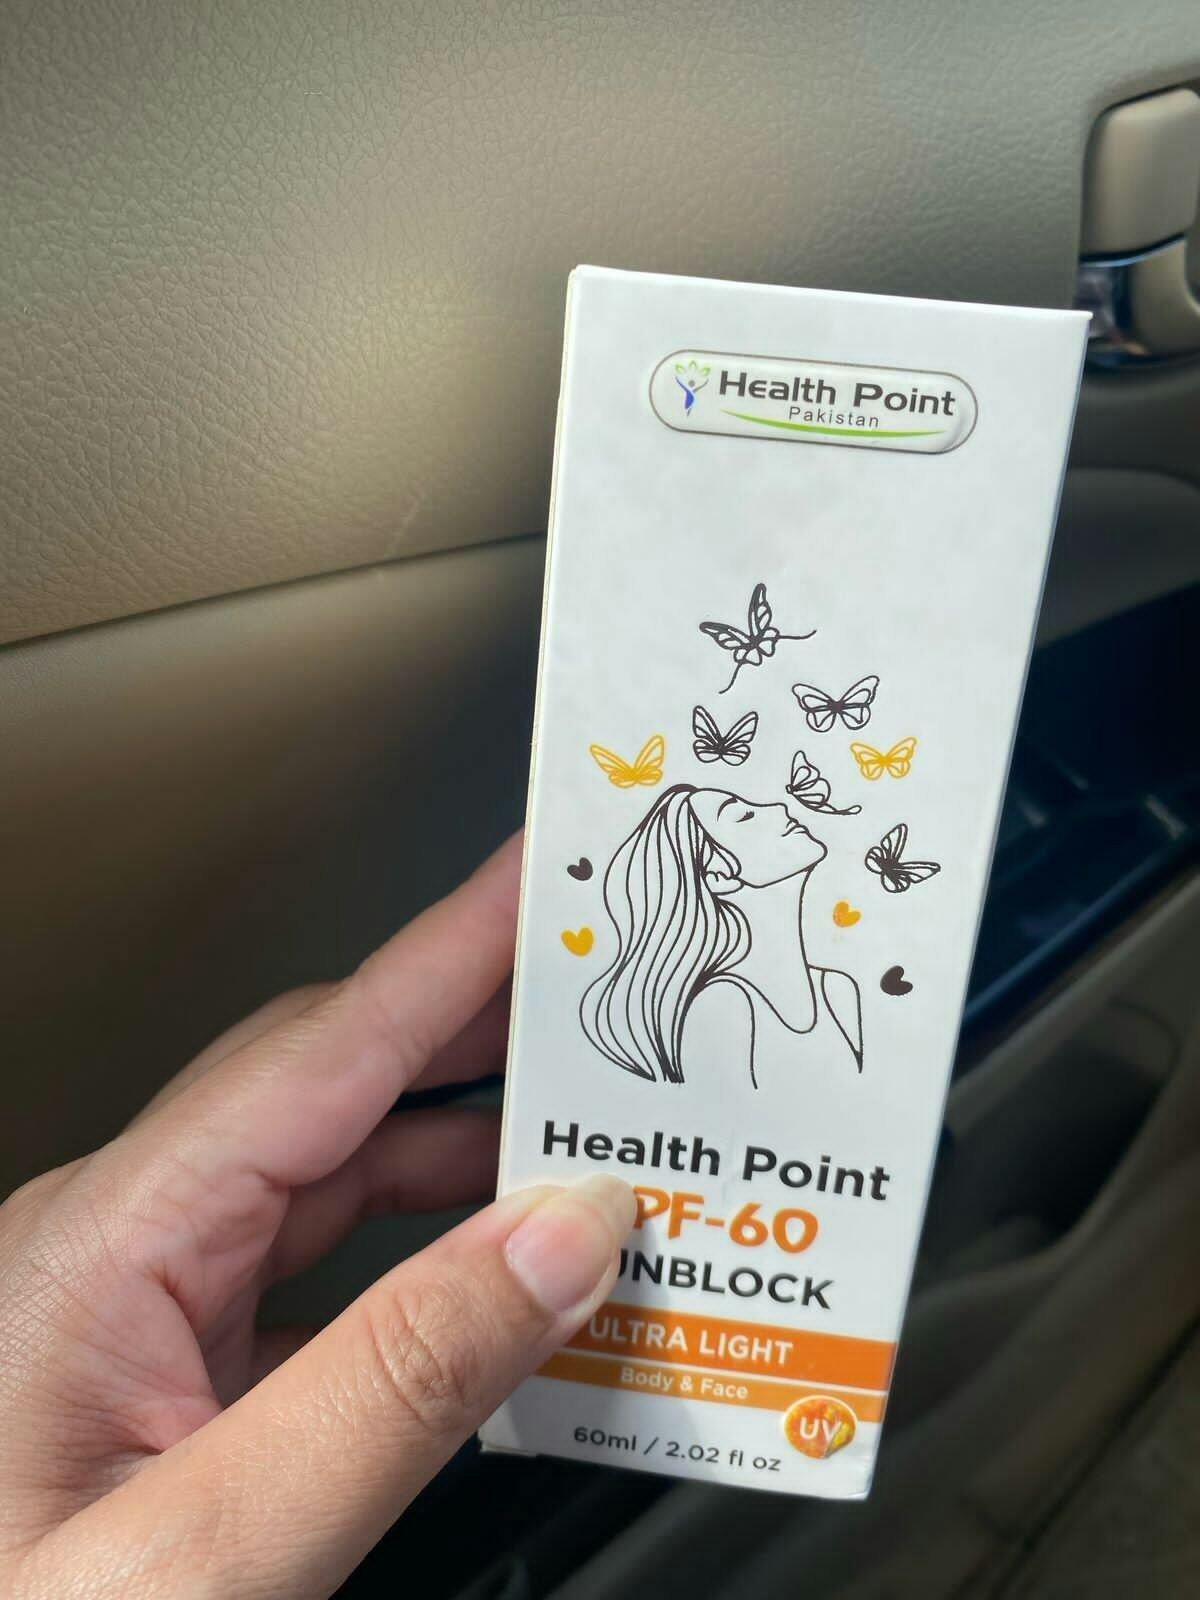 Health Point
Pakistan
Health Point
PF-60
UNBLOCK
ULTRA LIGHT
Body & Face
UV
60ml / 2.02 fl oz